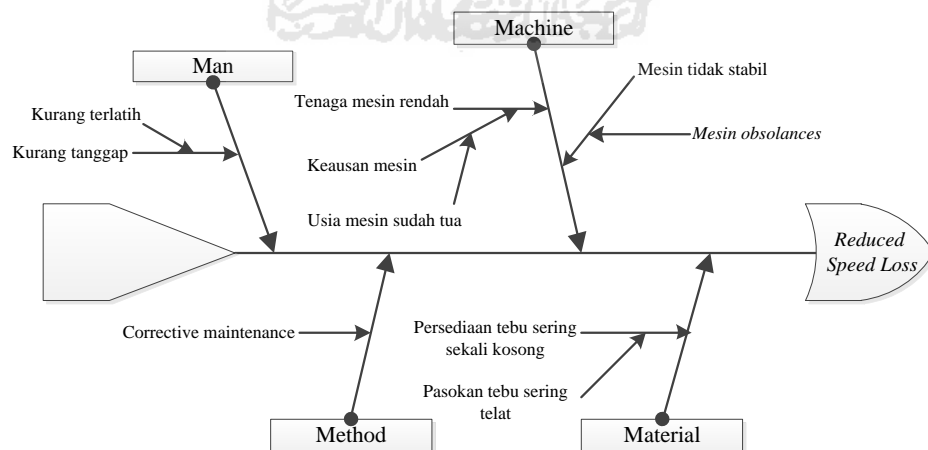 Machine
Man
Mesin tidak stabil
Tenaga mesin rendah
Kurang terlatih
Mesin obsolances
Kurang tanggap
Keausan mesin
Usia mesin sudah tua
Reduced
Speed Loss
Corrective maintenance
Persediaan tebu sering
sekali kosong
Pasokan tebu sering
telat
Method
Material